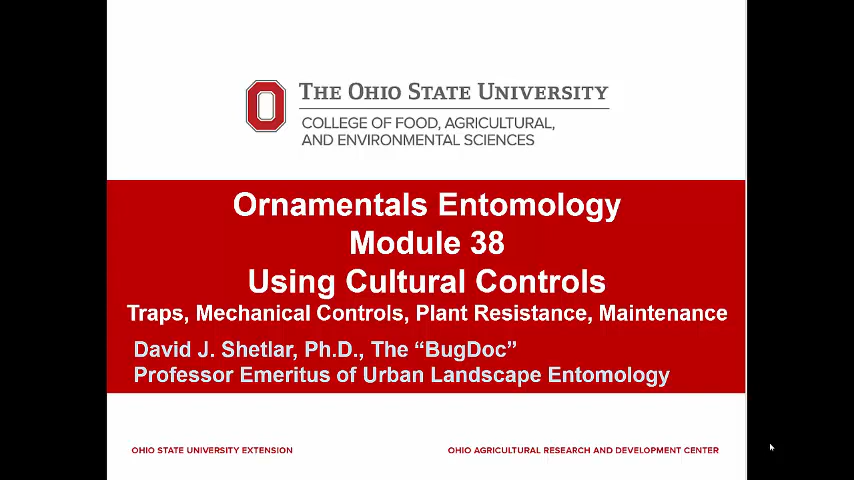 THE OHIO STATE UNIVERSITY
COLLEGE OF FOOD, AGRICULTURAL,
AND ENVIRONMENTAL SCIENCES
Ornamentals Entomology
Module 38
Using Cultural Controls
Traps, Mechanical Controls, Plant Resistance, Maintenance
David J. Shetlar, Ph.D., The “BugDoc”
Professor Emeritus of Urban Landscape Entomology
OHIO STATE UNIVERSITY EXTENSION
OHIO AGRICULTURAL RESEARCH AND DEVELOPMENT CENTER